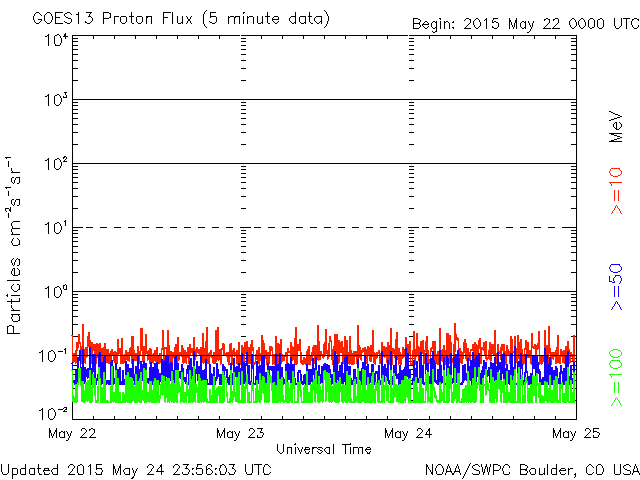 GOES13 Proton Flux (5 minute data)
Begin: 2015 May 22 0000 UTC
Particles cm⁻²s⁻¹sr⁻¹
10⁴
10³
10²
10¹
10⁰
10⁻¹
10⁻²
May 22
May 23
May 24
May 25
Universal Time
MeV
>=10
>=50
>=100
Updated 2015 May 24 23:56:03 UTC
NOAA/SWPC Boulder, CO USA